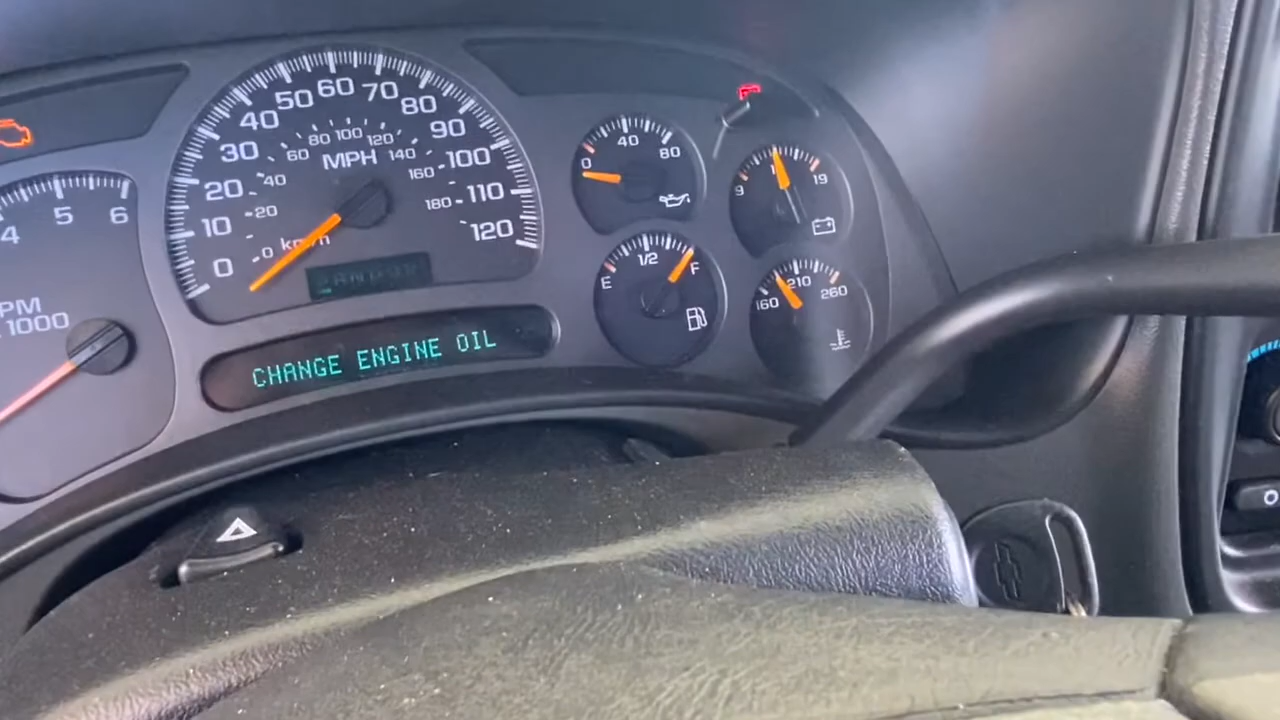 4 5 6
PM
1000
0 10 20 30 40 50 60 70 80 90 100 110 120
MPH
0 20 40 60 80 100 120 140 160 180
km/h
CHANGE ENGINE OIL
0 40 80
9 19
E 1/2 F
160 210 260